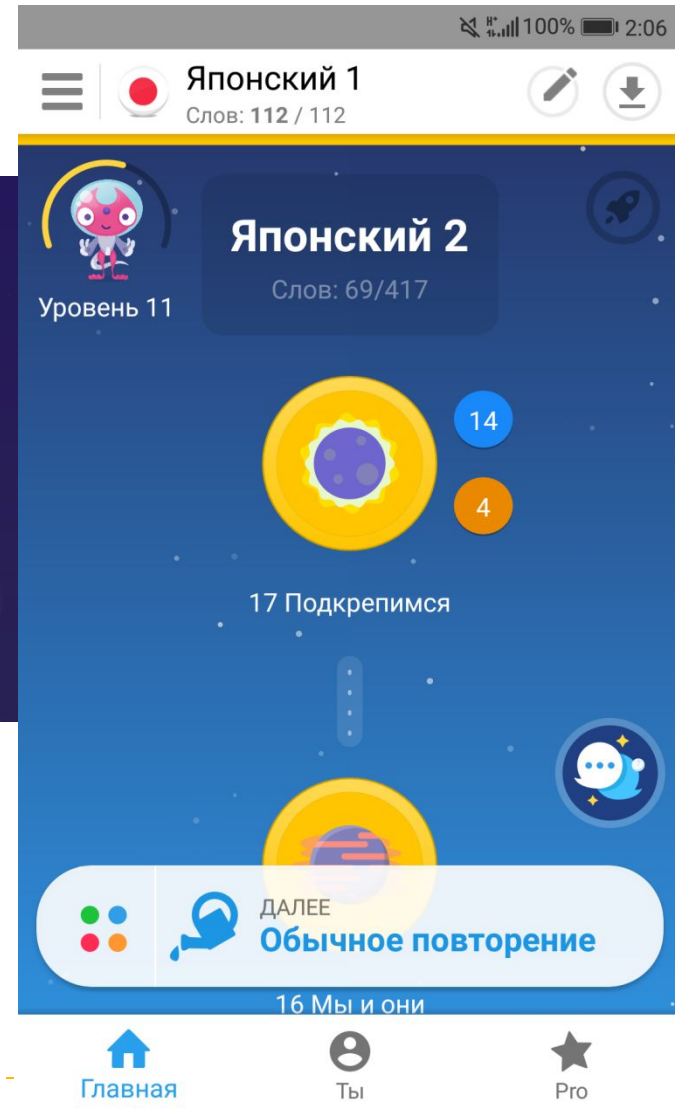 H+ 100% 2:06
Японский 1
Слов: 112 / 112
Японский 2
Слов: 69/417
Уровень 11
14
4
17 Подкрепимся
ДАЛЕЕ
Обычное повторение
16 Мы и они
Главная
Ты
Pro